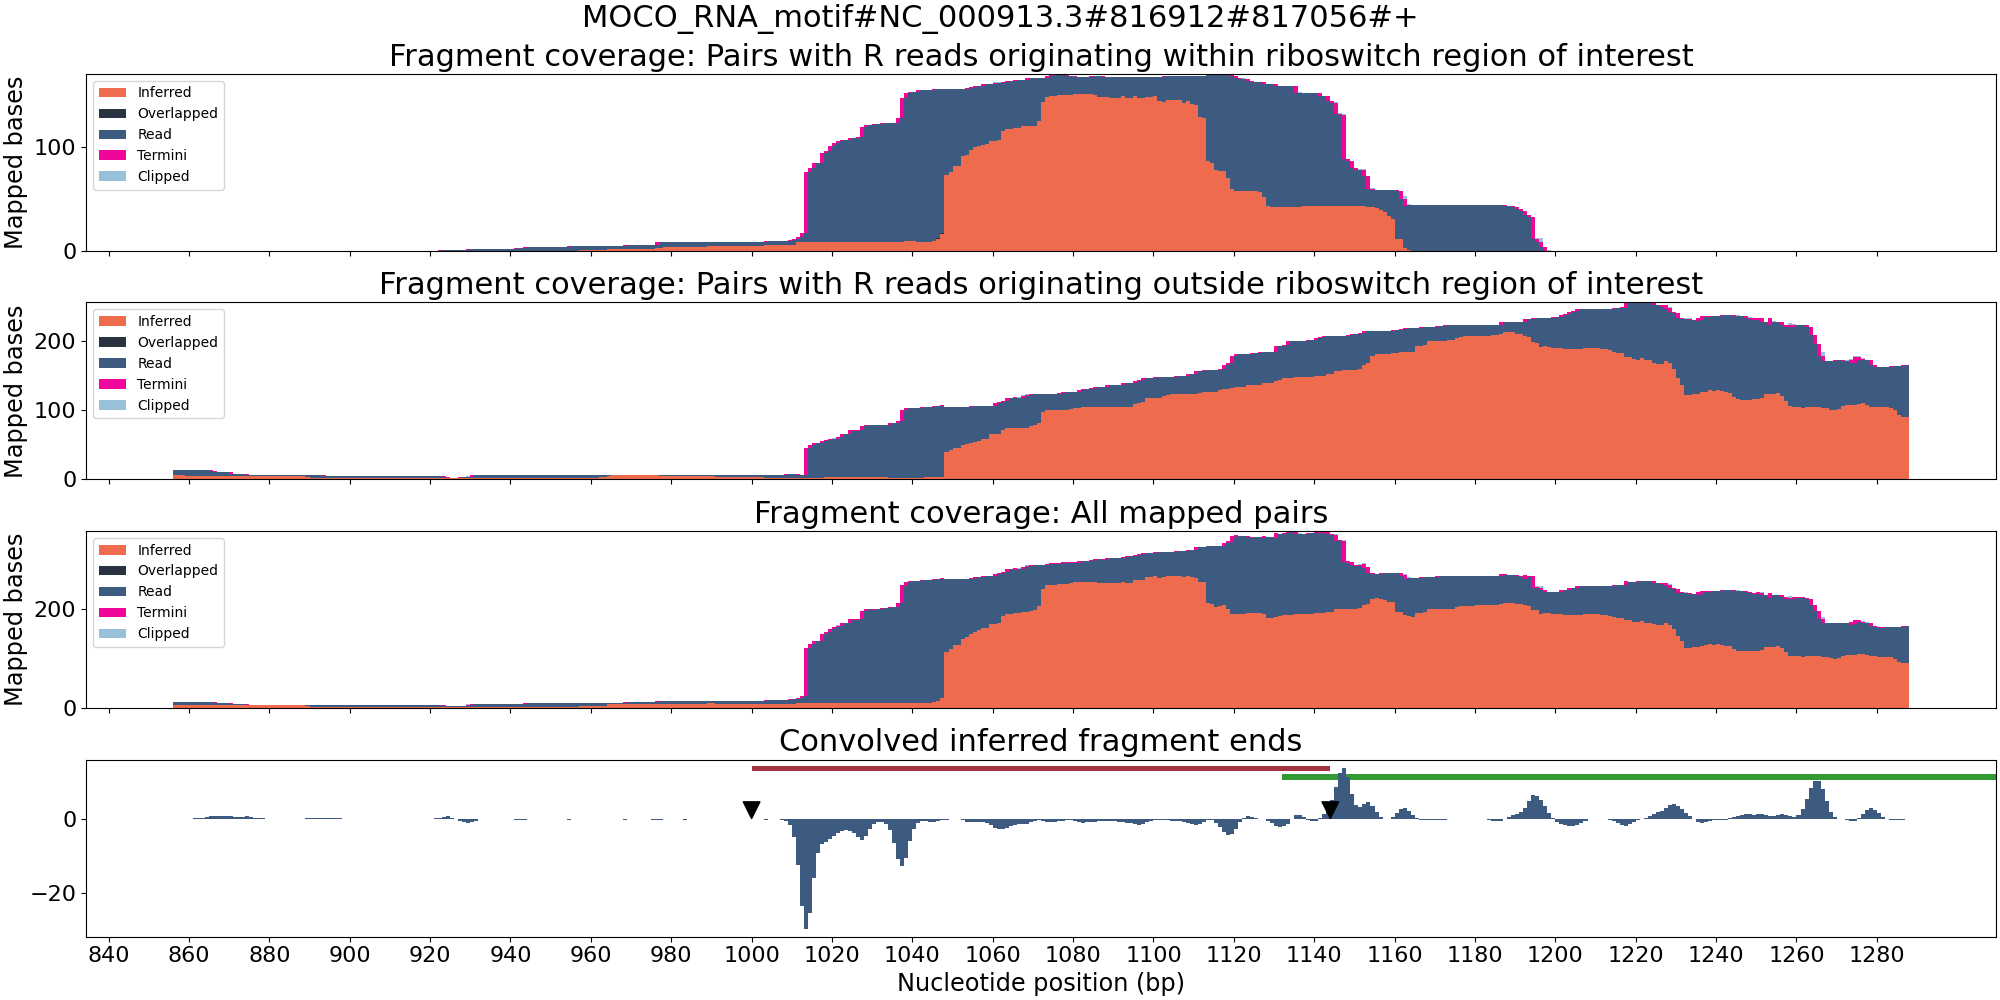 MOCO_RNA_motif#NC_000913.3#816912#817056#+
Fragment coverage: Pairs with R reads originating within riboswitch region of interest
Mapped bases
100
0
Inferred
Overlapped
Read
Termini
Clipped
Fragment coverage: Pairs with R reads originating outside riboswitch region of interest
Mapped bases
200
100
0
Inferred
Overlapped
Read
Termini
Clipped
Fragment coverage: All mapped pairs
Mapped bases
200
0
Inferred
Overlapped
Read
Termini
Clipped
Convolved inferred fragment ends
0
−20
840 860 880 900 920 940 960 980 1000 1020 1040 1060 1080 1100 1120 1140 1160 1180 1200 1220 1240 1260 1280
Nucleotide position (bp)